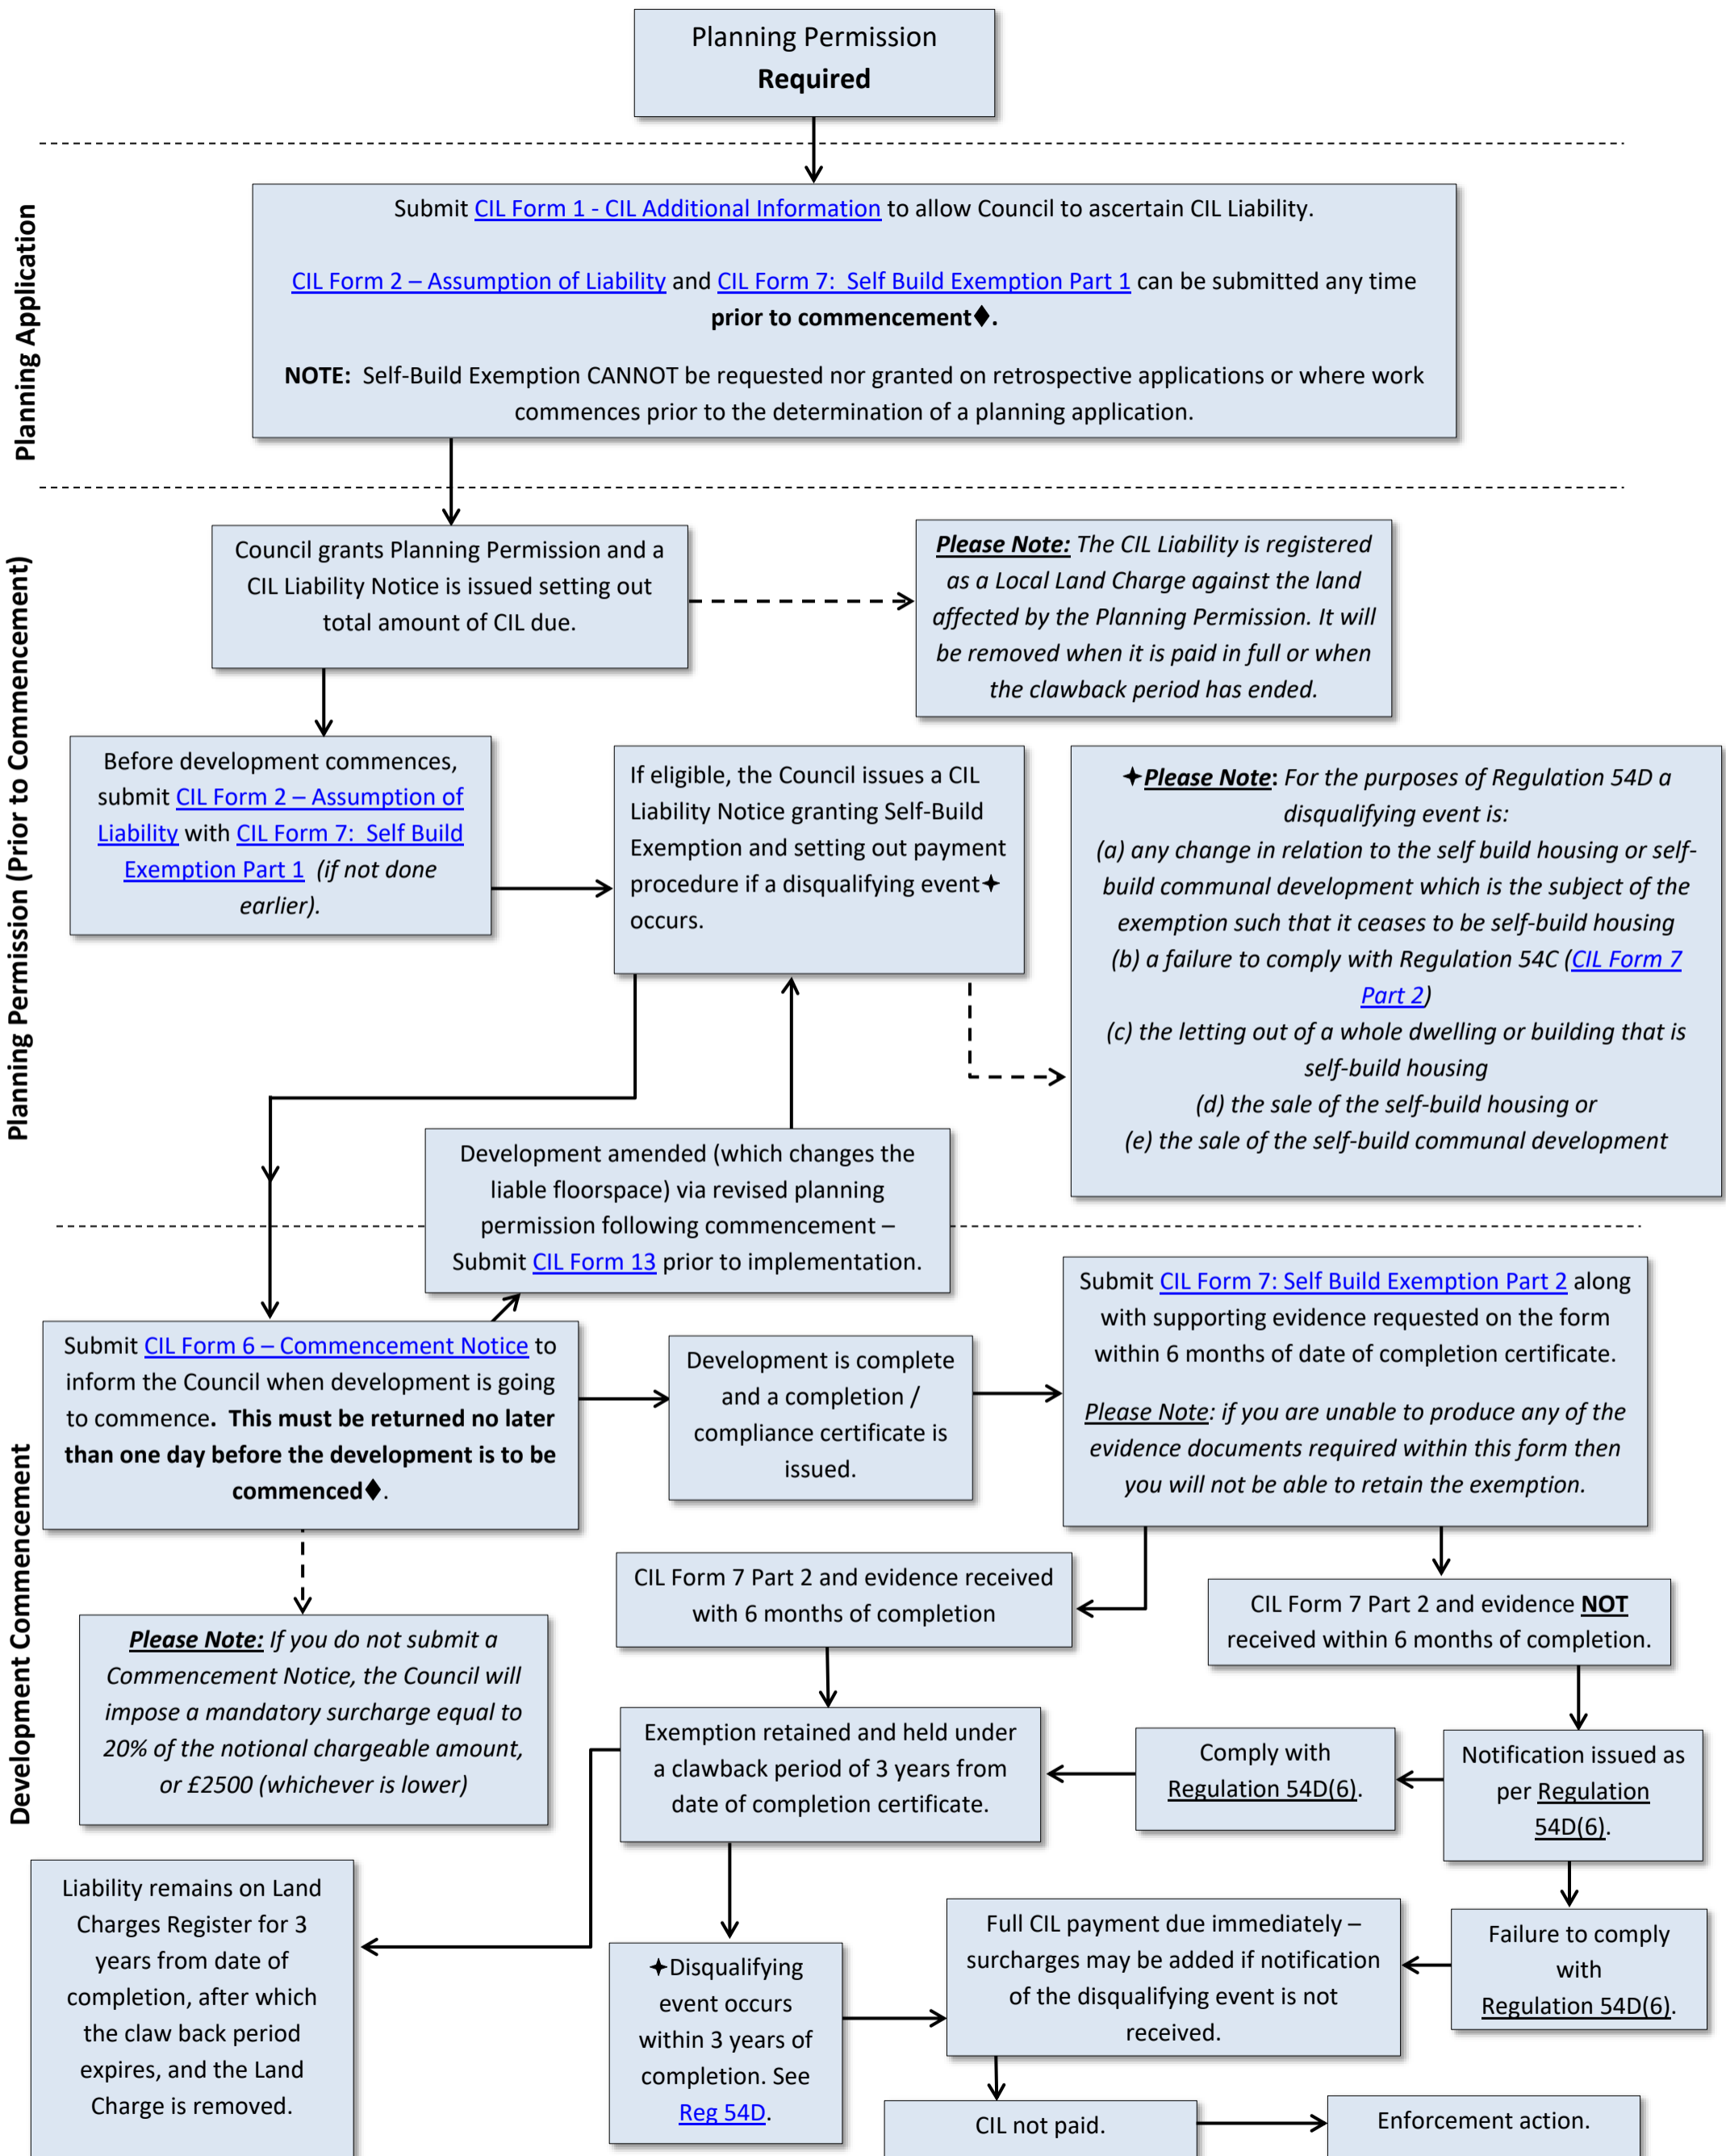 Planning Permission
Required
Planning Application
Submit CIL Form 1 - CIL Additional Information to allow Council to ascertain CIL Liability.
CIL Form 2 – Assumption of Liability and CIL Form 7:  Self Build Exemption Part 1 can be submitted any time
prior to commencement♦.
NOTE:  Self-Build Exemption CANNOT be requested nor granted on retrospective applications or where work
commences prior to the determination of a planning application.
Planning Permission (Prior to Commencement)
Council grants Planning Permission and a
CIL Liability Notice is issued setting out
total amount of CIL due.
Please Note: The CIL Liability is registered
as a Local Land Charge against the land
affected by the Planning Permission. It will
be removed when it is paid in full or when
the clawback period has ended.
Before development commences,
submit CIL Form 2 – Assumption of
Liability with CIL Form 7:  Self Build
Exemption Part 1  (if not done
earlier).
If eligible, the Council issues a CIL
Liability Notice granting Self-Build
Exemption and setting out payment
procedure if a disqualifying event✦
occurs.
✦Please Note: For the purposes of Regulation 54D a
disqualifying event is:
(a) any change in relation to the self build housing or self-
build communal development which is the subject of the
exemption such that it ceases to be self-build housing
(b) a failure to comply with Regulation 54C (CIL Form 7
Part 2)
(c) the letting out of a whole dwelling or building that is
self-build housing
(d) the sale of the self-build housing or
(e) the sale of the self-build communal development
Development amended (which changes the
liable floorspace) via revised planning
permission following commencement –
Submit CIL Form 13 prior to implementation.
Development Commencement
Submit CIL Form 6 – Commencement Notice to
inform the Council when development is going
to commence.  This must be returned no later
than one day before the development is to be
commenced♦.
Development is complete
and a completion /
compliance certificate is
issued.
Submit CIL Form 7: Self Build Exemption Part 2 along
with supporting evidence requested on the form
within 6 months of date of completion certificate.
Please Note: if you are unable to produce any of the
evidence documents required within this form then
you will not be able to retain the exemption.
Please Note: If you do not submit a
Commencement Notice, the Council will
impose a mandatory surcharge equal to
20% of the notional chargeable amount,
or £2500 (whichever is lower)
CIL Form 7 Part 2 and evidence received
with 6 months of completion
CIL Form 7 Part 2 and evidence NOT
received within 6 months of completion.
Exemption retained and held under
a clawback period of 3 years from
date of completion certificate.
Comply with
Regulation 54D(6).
Notification issued as
per Regulation
54D(6).
Liability remains on Land
Charges Register for 3
years from date of
completion, after which
the claw back period
expires, and the Land
Charge is removed.
✦Disqualifying
event occurs
within 3 years of
completion. See
Reg 54D.
Full CIL payment due immediately –
surcharges may be added if notification
of the disqualifying event is not
received.
Failure to comply
with
Regulation 54D(6).
CIL not paid.
Enforcement action.